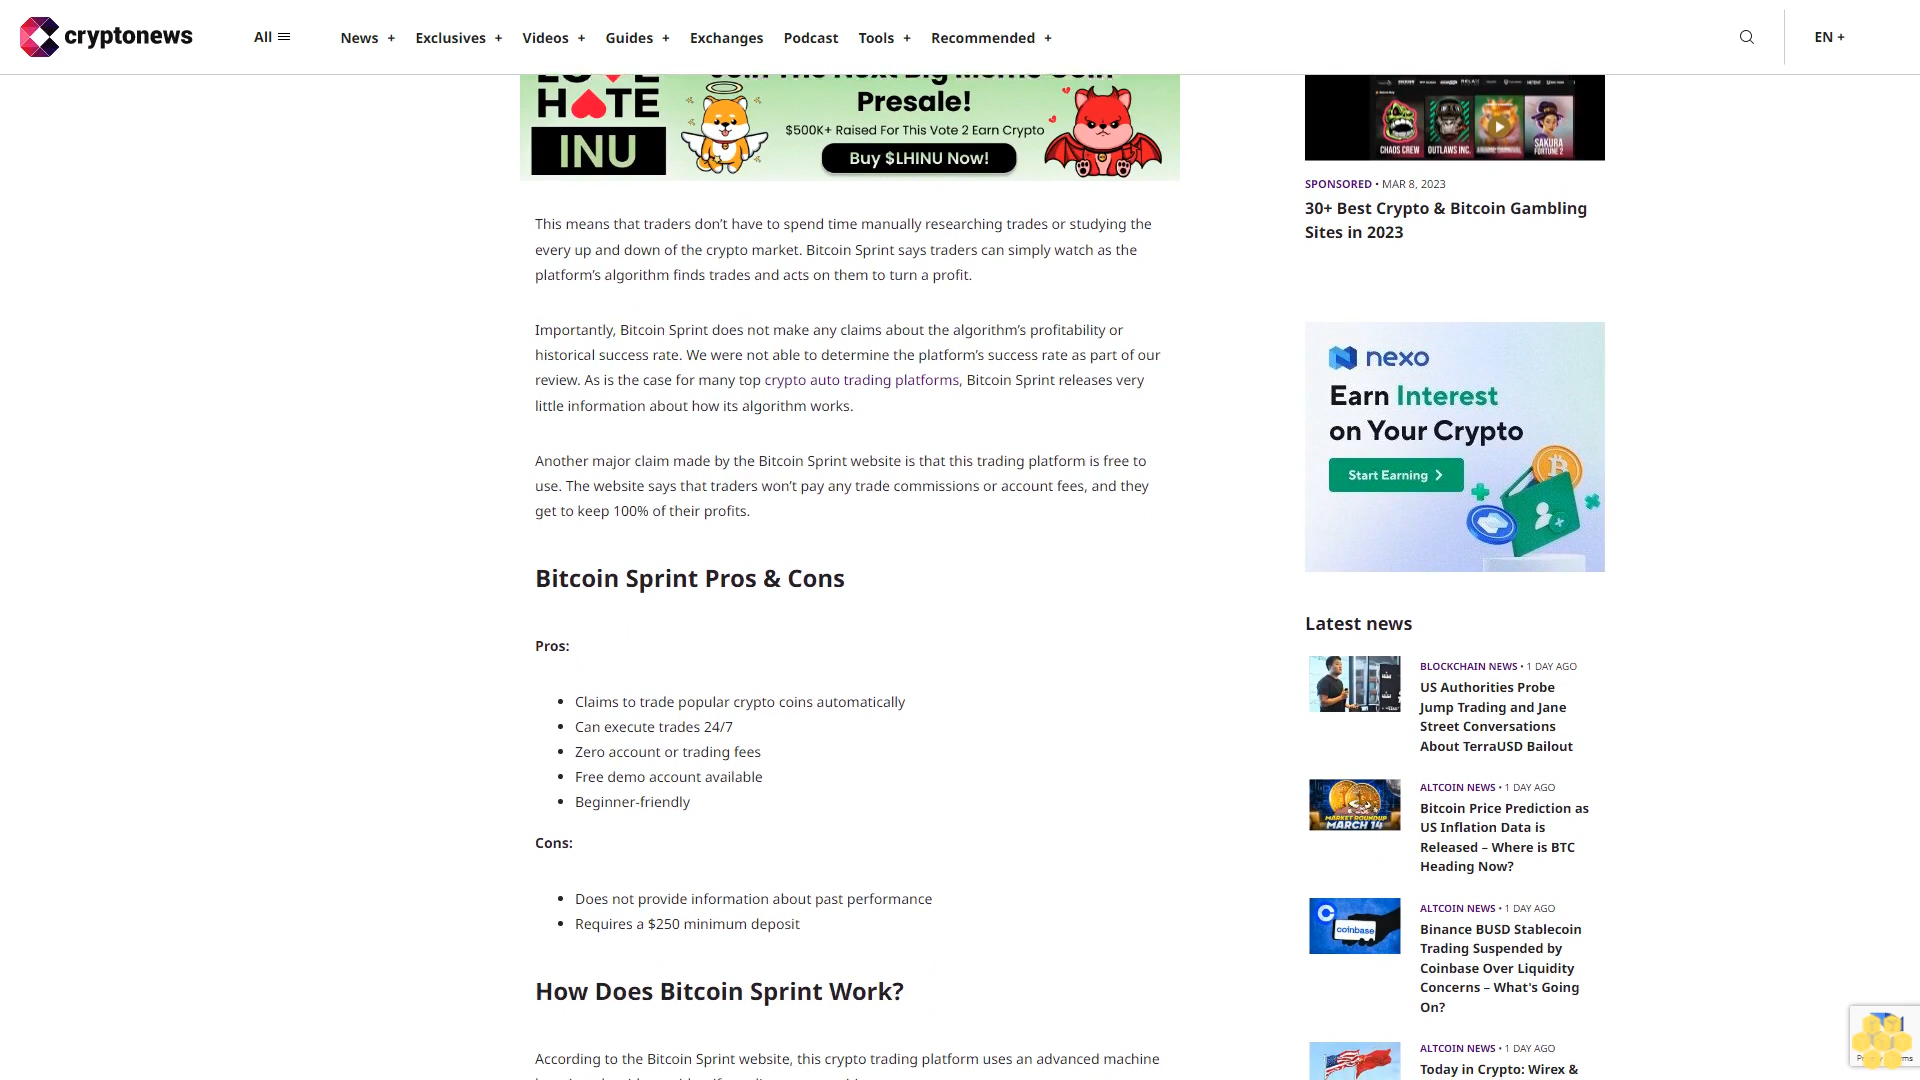 cryptonews
All
News +
Exclusives +
Videos +
Guides +
Exchanges
Podcast
Tools +
Recommended +
EN +
HATE
INU
Presale!
$500K+ Raised For This Vote 2 Earn Crypto
Buy $LHINU Now!
This means that traders don’t have to spend time manually researching trades or studying the
every up and down of the crypto market. Bitcoin Sprint says traders can simply watch as the
platform’s algorithm finds trades and acts on them to turn a profit.
Importantly, Bitcoin Sprint does not make any claims about the algorithm’s profitability or
historical success rate. We were not able to determine the platform’s success rate as part of our
review. As is the case for many top crypto auto trading platforms, Bitcoin Sprint releases very
little information about how its algorithm works.
Another major claim made by the Bitcoin Sprint website is that this trading platform is free to
use. The website says that traders won’t pay any trade commissions or account fees, and they
get to keep 100% of their profits.
Bitcoin Sprint Pros & Cons
Pros:
Claims to trade popular crypto coins automatically
Can execute trades 24/7
Zero account or trading fees
Free demo account available
Beginner-friendly
Cons:
Does not provide information about past performance
Requires a $250 minimum deposit
How Does Bitcoin Sprint Work?
According to the Bitcoin Sprint website, this crypto trading platform uses an advanced machine
CHAOS CREW
OUTLAWS INC.
SAKURA
FORTUNE 2
SPONSORED • MAR 8, 2023
30+ Best Crypto & Bitcoin Gambling
Sites in 2023
nexo
Earn Interest
on Your Crypto
Start Earning
Latest news
BLOCKCHAIN NEWS • 1 DAY AGO
US Authorities Probe
Jump Trading and Jane
Street Conversations
About TerraUSD Bailout
MARKET ROUNDUP
MARCH 14
ALTCOIN NEWS • 1 DAY AGO
Bitcoin Price Prediction as
US Inflation Data is
Released – Where is BTC
Heading Now?
coinbase
ALTCOIN NEWS • 1 DAY AGO
Binance BUSD Stablecoin
Trading Suspended by
Coinbase Over Liquidity
Concerns – What's Going
On?
ALTCOIN NEWS • 1 DAY AGO
Today in Crypto: Wirex &